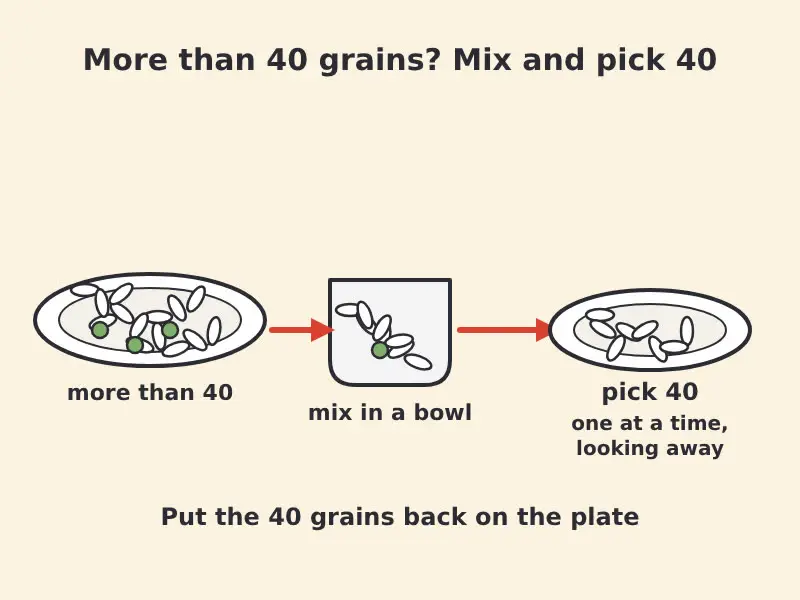 More than 40 grains? Mix and pick 40
more than 40
mix in a bowl
pick 40
one at a time,
looking away
Put the 40 grains back on the plate